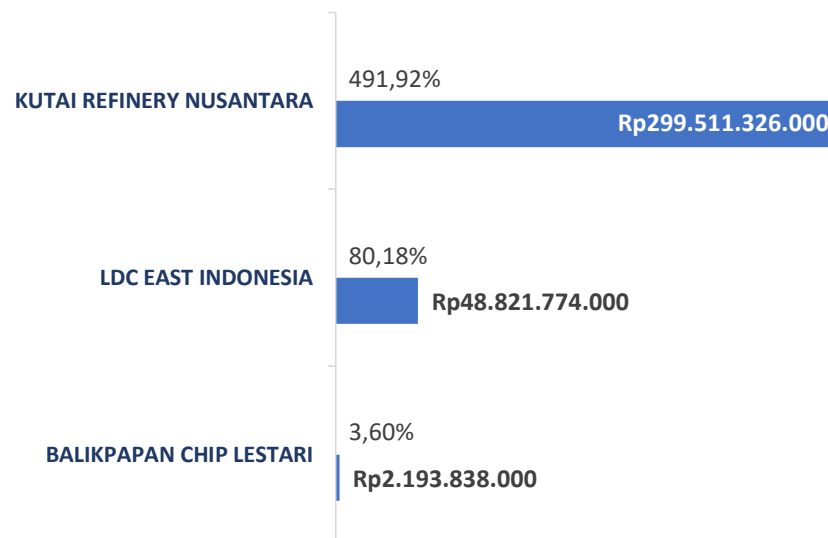 491,92%
KUTAI REFINERY NUSANTARA
Rp299.511.326.000
80,18%
LDC EAST INDONESIA
Rp48.821.774.000
3,60%
BALIKPAPAN CHIP LESTARI
Rp2.193.838.000